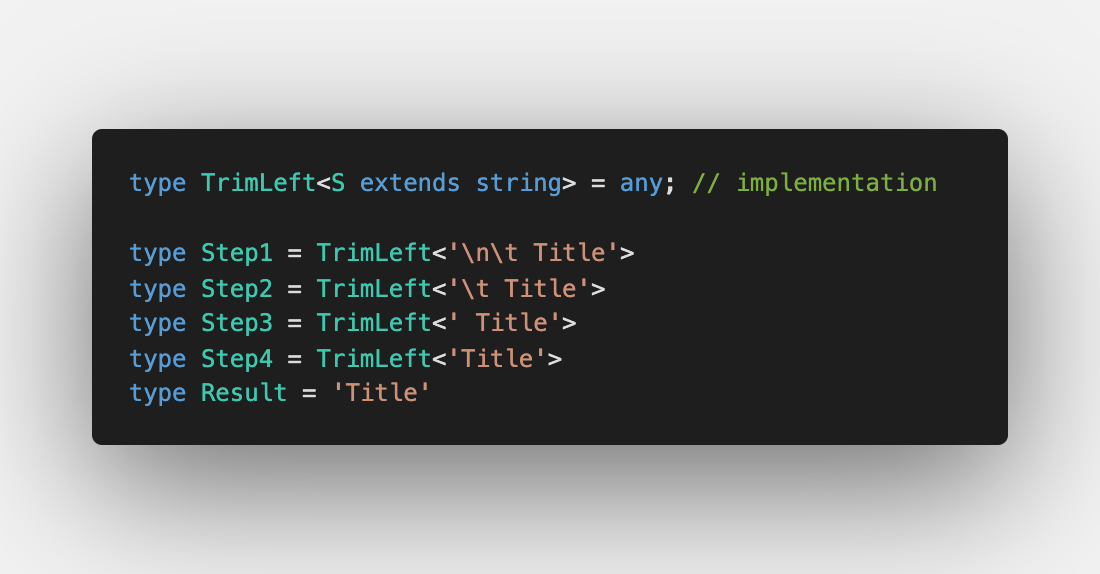 type TrimLeft<S extends string> = any; // implementation
type Step1 = TrimLeft<'\n\t Title'>
type Step2 = TrimLeft<'\t Title'>
type Step3 = TrimLeft<' Title'>
type Step4 = TrimLeft<'Title'>
type Result = 'Title'